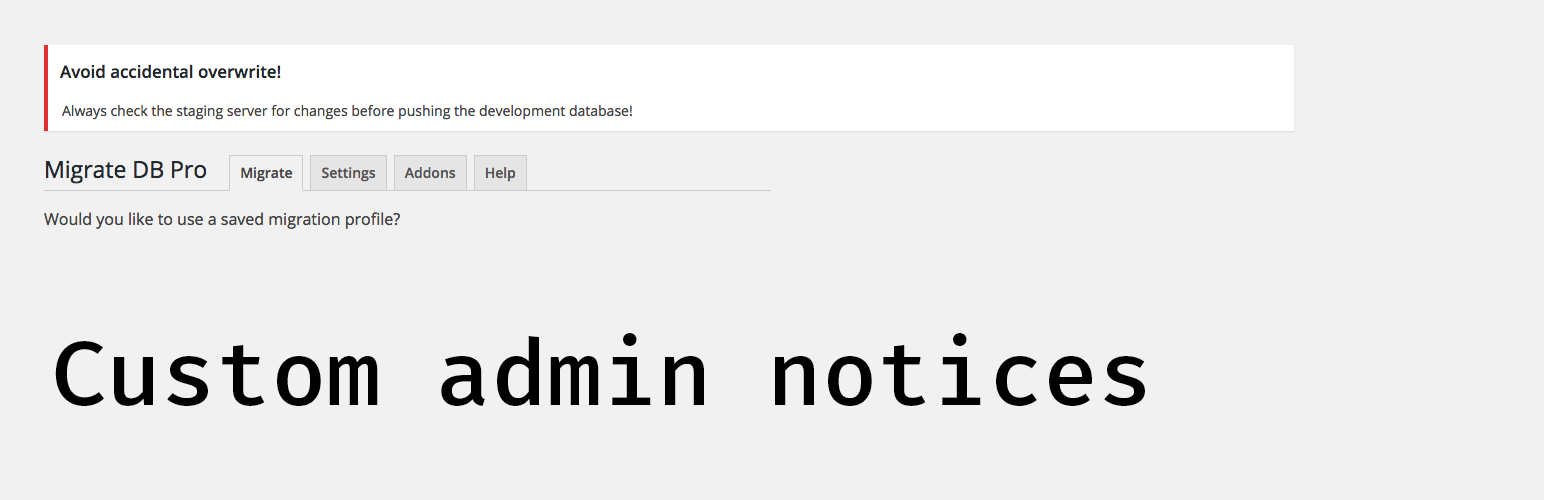 Avoid accidental overwrite!
Always check the staging server for changes before pushing the development database!
Migrate DB Pro Migrate Settings Addons Help
Would you like to use a saved migration profile?
Custom admin notices